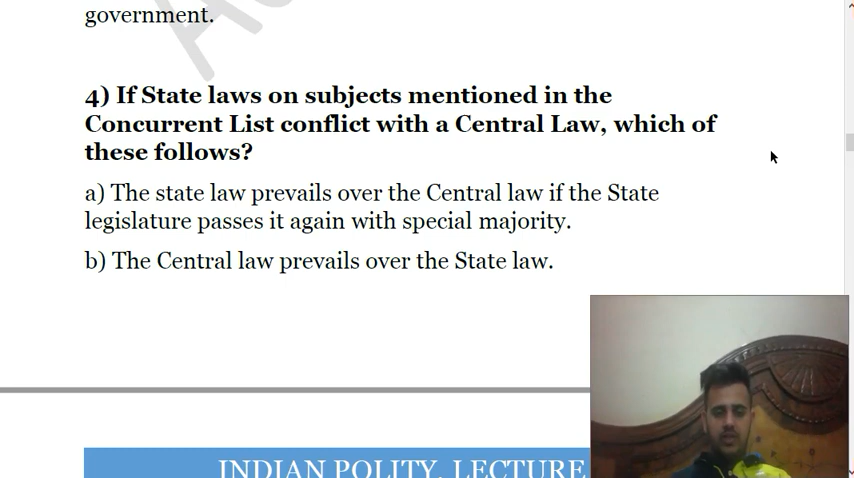 government.
4) If State laws on subjects mentioned in the
Concurrent List conflict with a Central Law, which of
these follows?
a) The state law prevails over the Central law if the State
legislature passes it again with special majority.
b) The Central law prevails over the State law.
INDIAN POLITY, LECTURE